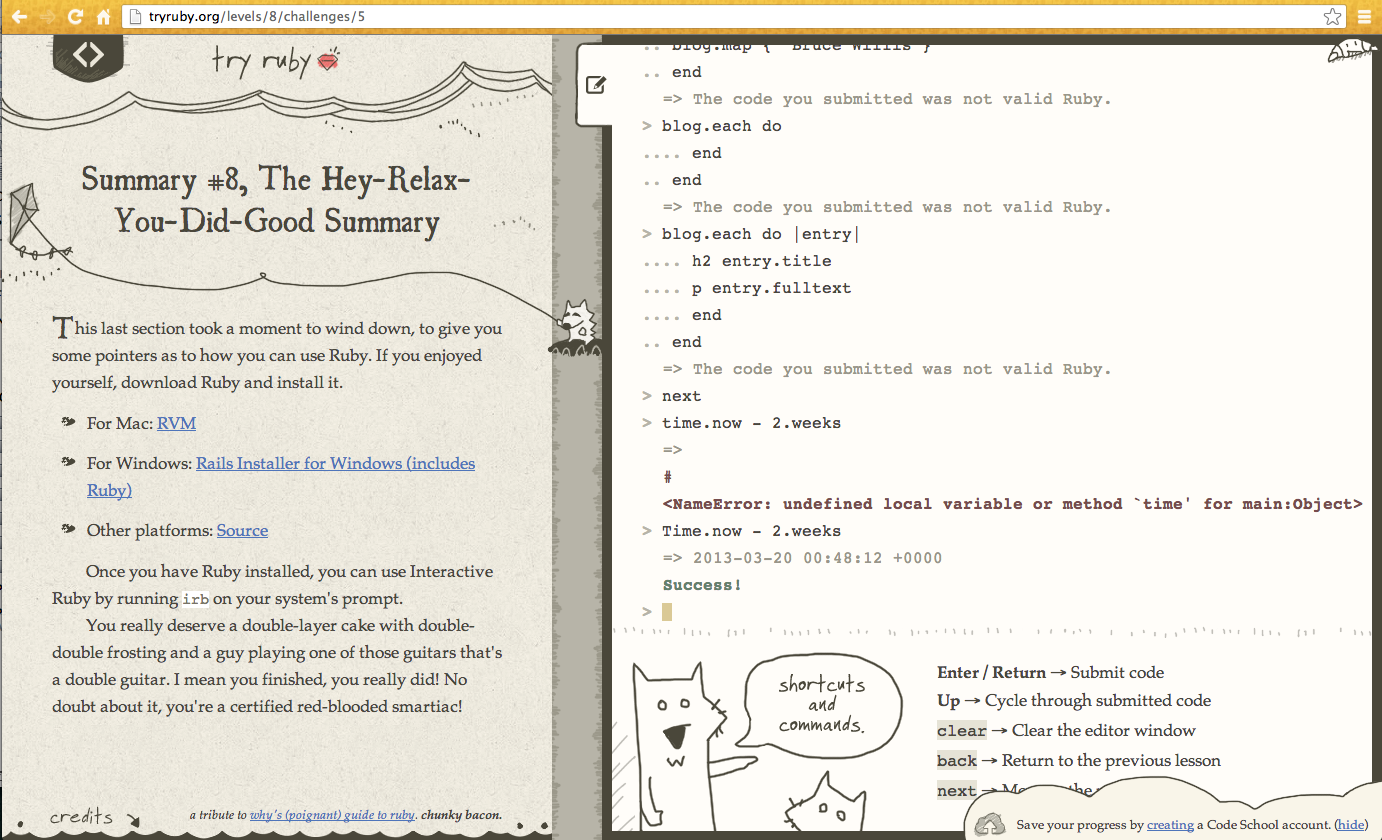 tryruby.org/levels/8/challenges/5
try ruby
Summary #8, The Hey-Relax-
You-Did-Good Summary
This last section took a moment to wind down, to give you
some pointers as to how you can use Ruby. If you enjoyed
yourself, download Ruby and install it.
For Mac: RVM
For Windows: Rails Installer for Windows (includes
Ruby)
Other platforms: Source
Once you have Ruby installed, you can use Interactive
Ruby by running irb on your system's prompt.
You really deserve a double-layer cake with double-
double frosting and a guy playing one of those guitars that's
a double guitar. I mean you finished, you really did! No
doubt about it, you're a certified red-blooded smartiac!
credits
a tribute to why's (poignant) guide to ruby. chunky bacon.
.. blog.map { "Bruce Willis" }
.. end
=> The code you submitted was not valid Ruby.
> blog.each do
.... end
.. end
=> The code you submitted was not valid Ruby.
> blog.each do |entry|
.... h2 entry.title
.... p entry.fulltext
.... end
.. end
=> The code you submitted was not valid Ruby.
> next
> time.now - 2.weeks
=>
#
<NameError: undefined local variable or method `time' for main:Object>
> Time.now - 2.weeks
=> 2013-03-20 00:48:12 +0000
Success!
>
shortcuts
and
commands.
Enter / Return → Submit code
Up → Cycle through submitted code
clear → Clear the editor window
back → Return to the previous lesson
next → the
Save your progress by creating a Code School account. (hide)